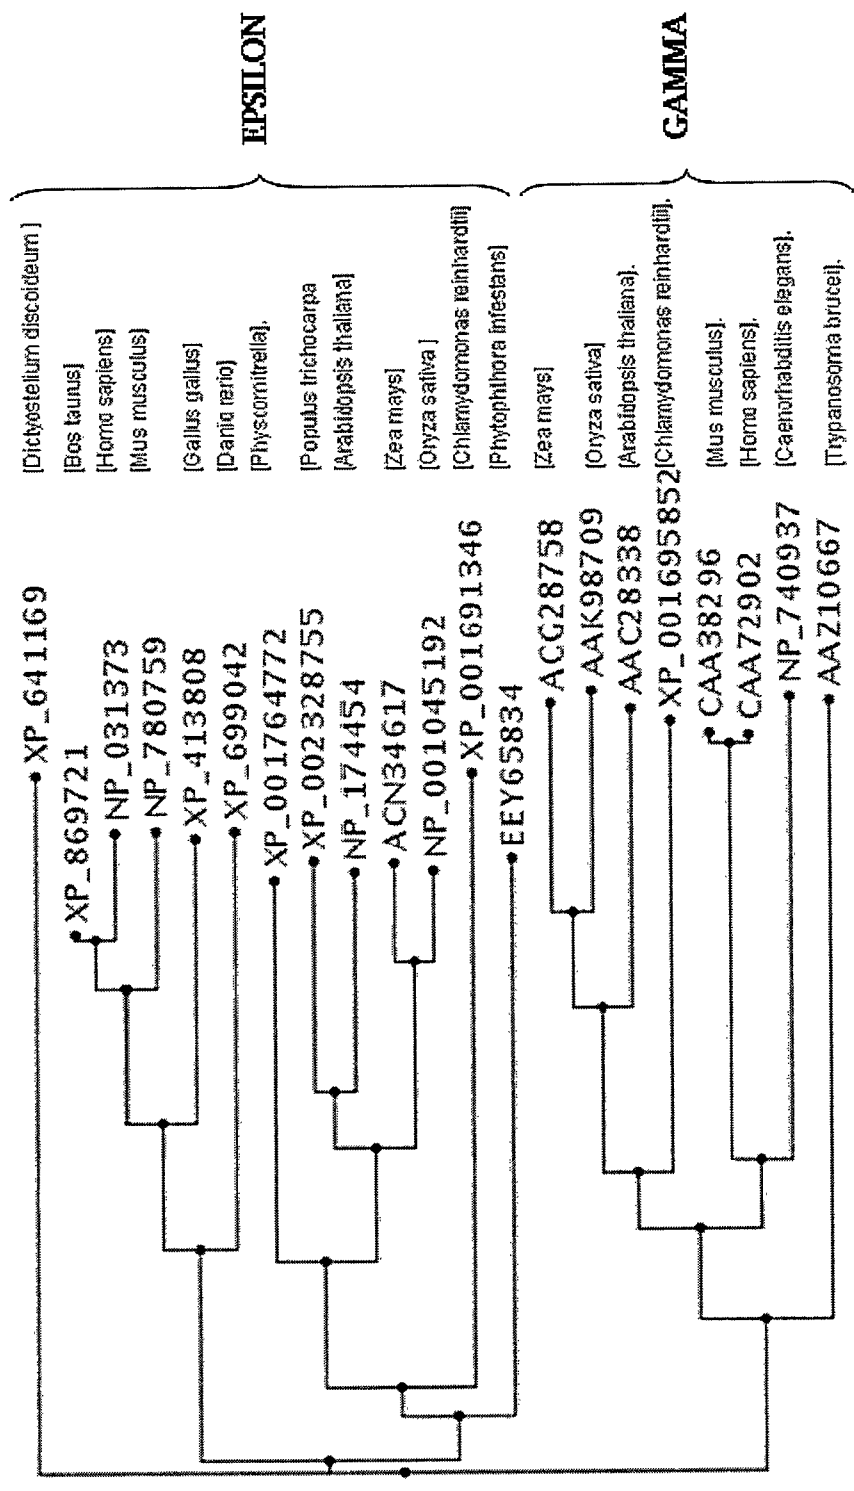 EPSILON
XP_641169 [Dictyostelium discoideum ]
XP_869721 [Bos taurus]
NP_031373 [Homo sapiens]
NP_780759 [Mus musculus]
XP_413808 [Gallus gallus]
XP_699042 [Danio rerio]
XP_001764772 [Physcomitrella].
XP_002328755 [Populus trichocarpa
NP_174454 [Arabidopsis thaliana]
ACN34617 [Zea mays]
NP_001045192 [Oryza sativa ]
XP_001691346 [Chlamydomonas reinhardtii]
EEY65834 [Phytophthora infestans]
GAMMA
ACG28758 [Zea mays]
AAK98709 [Oryza sativa]
AAC28338 [Arabidopsis thaliana].
XP_001695852 [Chlamydomonas reinhardtii].
CAA38296 [Mus musculus].
CAA72902 [Homo sapiens].
NP_740937 [Caenorhabditis elegans].
AAZ10667 [Trypanosoma brucei].